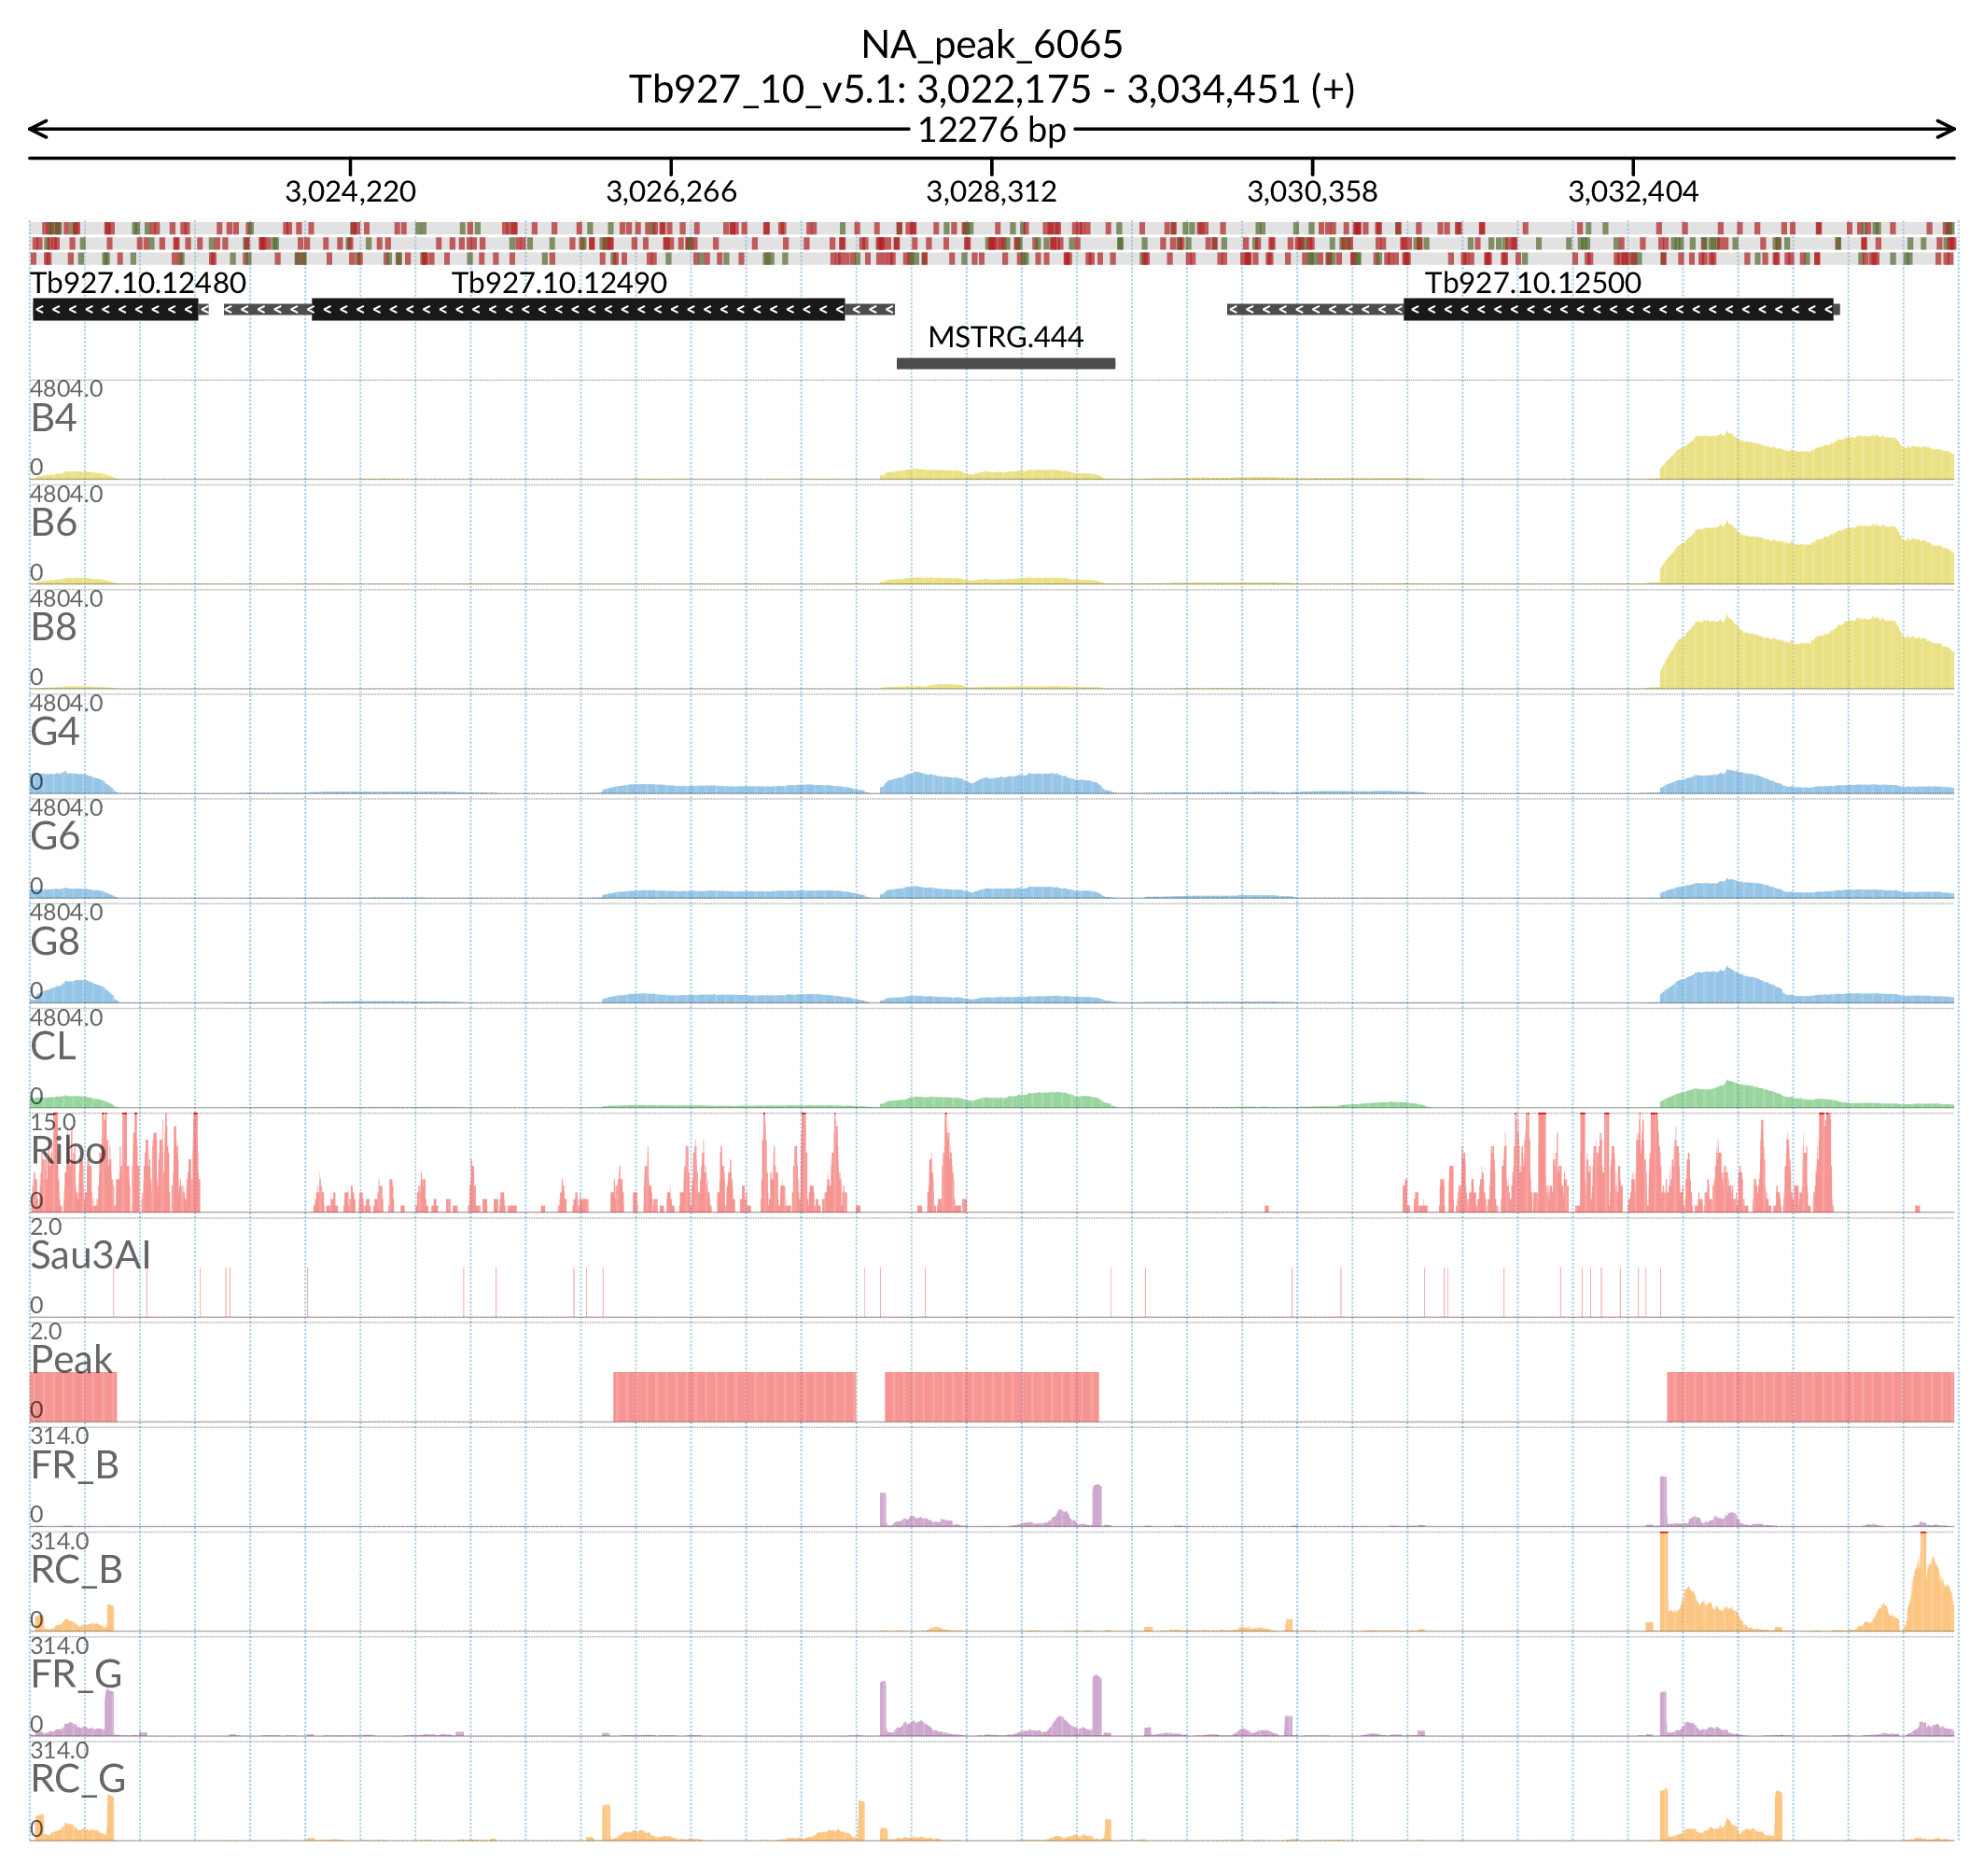 NA_peak_6065
Tb927_10_v5.1: 3,022,175 - 3,034,451 (+)
12276 bp
3,024,220 3,026,266 3,028,312 3,030,358 3,032,404
Tb927.10.12480 Tb927.10.12490 Tb927.10.12500
MSTRG.444
4804.0
B4
0
4804.0
B6
0
4804.0
B8
0
4804.0
G4
0
4804.0
G6
0
4804.0
G8
0
4804.0
CL
0
15.0
Ribo
0
2.0
Sau3AI
0
2.0
Peak
0
314.0
FR_B
0
314.0
RC_B
0
314.0
FR_G
0
314.0
RC_G
0